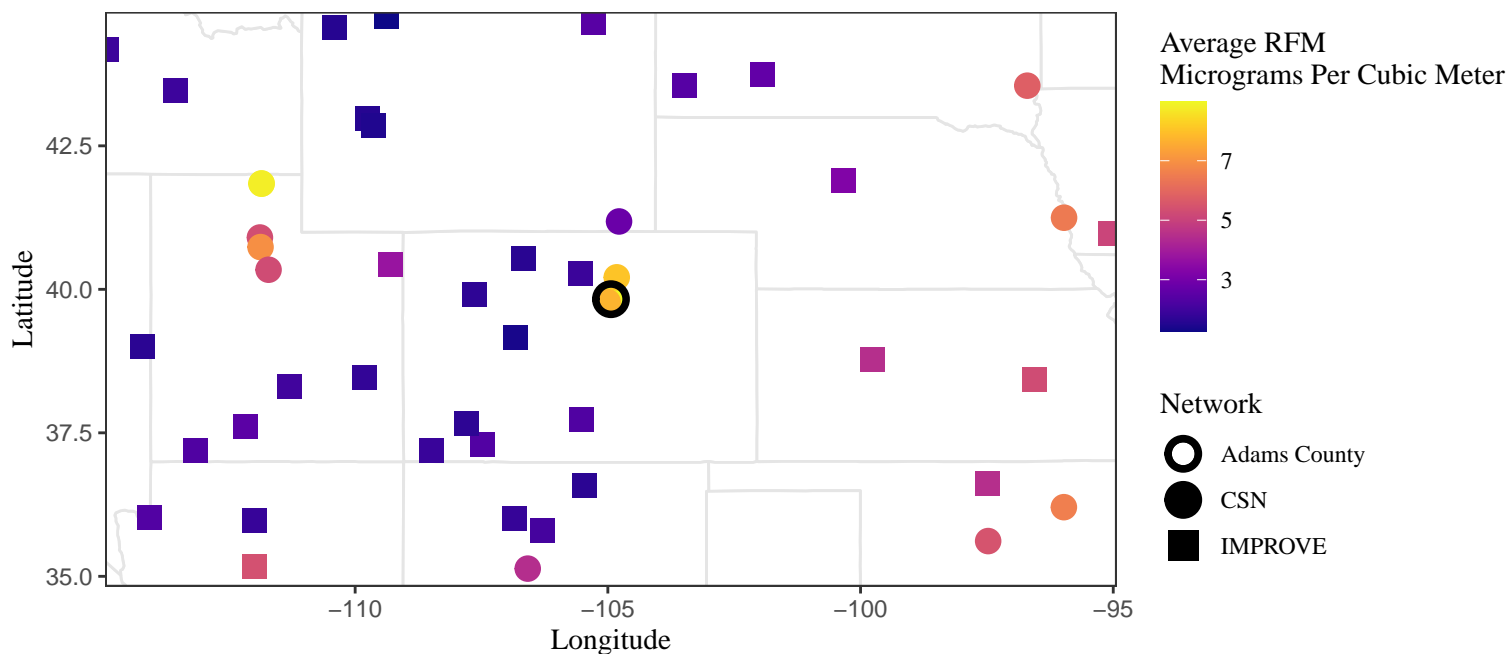 Average RFM
Micrograms Per Cubic Meter
7
5
3
Network
Adams County
CSN
IMPROVE
Latitude
42.5
40.0
37.5
35.0
−110
−105
−100
−95
Longitude